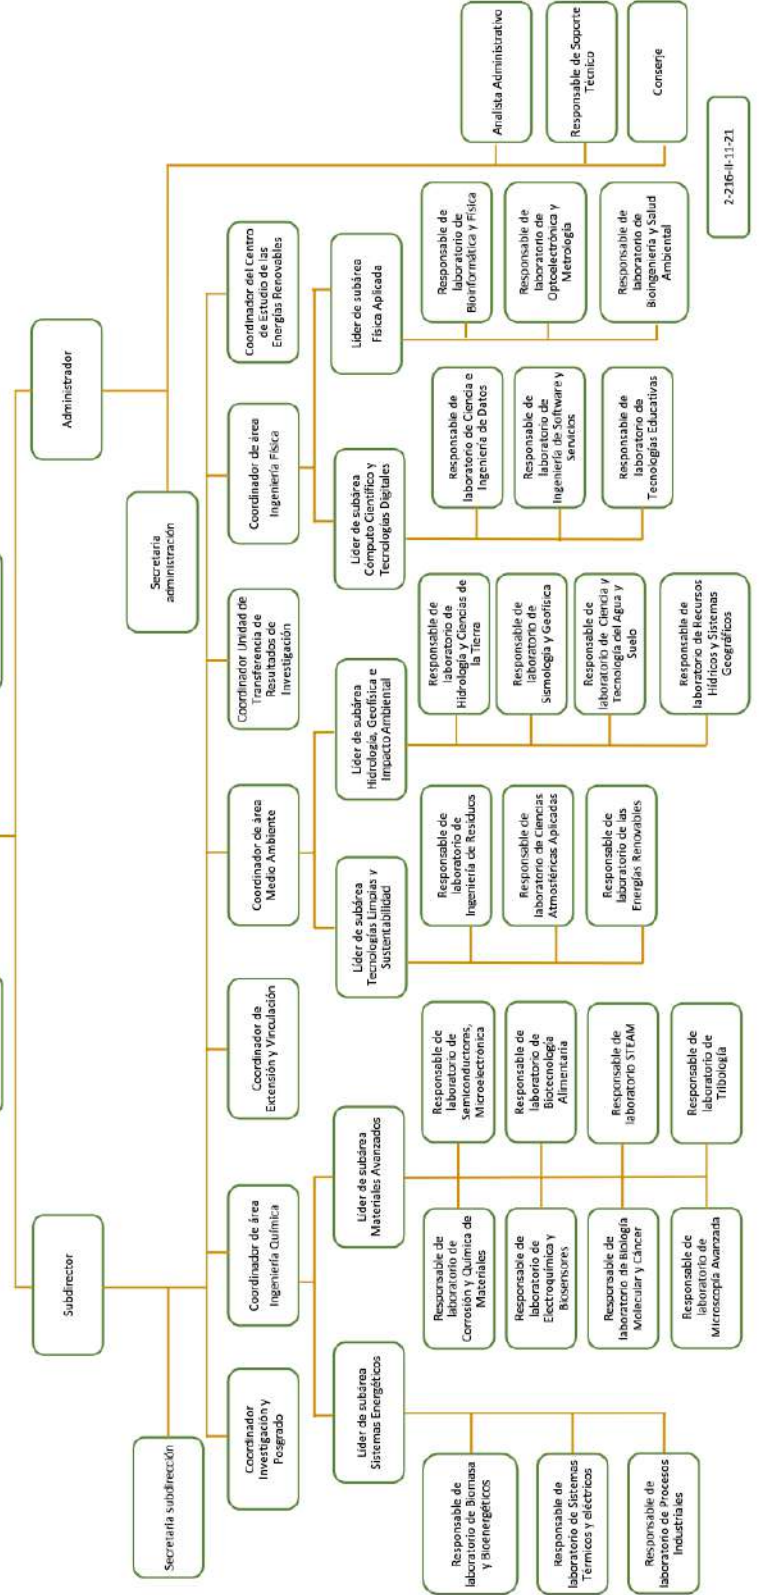 Subdirector
Administrador
Secretaria subdirección
Secretaria
administración
Coordinador
Investigación y
Posgrado
Coordinador de área
Ingeniería Química
Coordinador de
Extensión y Vinculación
Coordinador de área
Medio Ambiente
Coordinador Unidad de
Transferencia de
Resultados de
Investigación
Coordinador de área
Ingeniería Física
Coordinador del Centro
de Estudio de las
Energías Renovables
Líder de subárea
Sistemas Energéticos
Líder de subárea
Materiales Avanzados
Líder de subárea
Tecnologías Limpias y
Sustentabilidad
Líder de subárea
Hidrología, Geofísica e
Impacto Ambiental
Líder de subárea
Cómputo Científico y
Tecnologías Digitales
Líder de subárea
Física Aplicada
Responsable de
laboratorio de Biomasa
y Bioenergéticos
Responsable de
laboratorio de Sistemas
Térmicos y eléctricos
Responsable de
laboratorio de Procesos
Industriales
Responsable de
laboratorio de
Corrosión y Química de
Materiales
Responsable de
laboratorio de
Electroquímica y
Biosensores
Responsable de
laboratorio de Biología
Molecular y Cáncer
Responsable de
laboratorio de
Microscopía Avanzada
Responsable de
laboratorio de
Semiconductores,
Microelectrónica
Responsable de
laboratorio de
Biotecnología
Alimentaria
Responsable de
laboratorio STEAM
Responsable de
laboratorio de
Tribología
Responsable de
laboratorio de
Ingeniería de Residuos
Responsable de
laboratorio de Ciencias
Atmosféricas Aplicadas
Responsable de
laboratorio de las
Energías Renovables
Responsable de
laboratorio de
Hidrología y Ciencias de
la Tierra
Responsable de
laboratorio de
Sismología y Geofísica
Responsable de
laboratorio de Ciencia y
Tecnología del Agua y
Suelo
Responsable de
laboratorio de Recursos
Hídricos y Sistemas
Geográficos
Responsable de
laboratorio de Ciencia e
Ingeniería de Datos
Responsable de
laboratorio de
Ingeniería de Software y
Servicios
Responsable de
laboratorio de
Tecnologías Educativas
Responsable de
laboratorio de
Bioinformática y Física
Responsable de
laboratorio de
Optoelectrónica y
Metrología
Responsable de
laboratorio de
Bioingeniería y Salud
Ambiental
Analista Administrativo
Responsable de Soporte
Técnico
Conserje
2-216-II-11-21